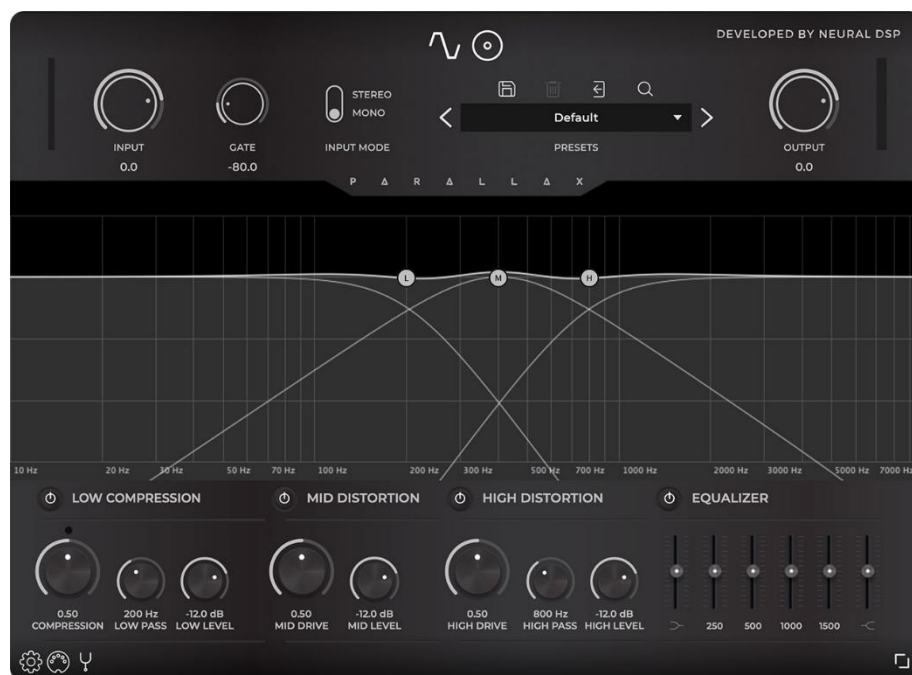 DEVELOPED BY NEURAL DSP
STEREO
MONO
Default
INPUT
GATE
INPUT MODE
PRESETS
OUTPUT
0.0
-80.0
0.0
P A R A L L A X
L
M
H
10 Hz 20 Hz 30 Hz 50 Hz 70 Hz 100 Hz 200 Hz 300 Hz 500 Hz 700 Hz 1000 Hz 2000 Hz 3000 Hz 5000 Hz 7000 Hz
LOW COMPRESSION
MID DISTORTION
HIGH DISTORTION
EQUALIZER
0.50 200 Hz -12.0 dB 0.50 -12.0 dB 0.50 800 Hz -12.0 dB
COMPRESSION LOW PASS LOW LEVEL MID DRIVE MID LEVEL HIGH DRIVE HIGH PASS HIGH LEVEL
250 500 1000 1500